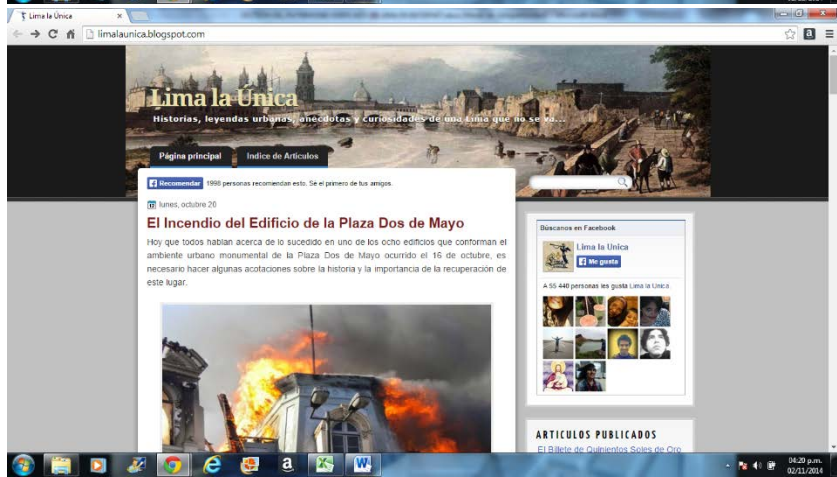 Lima la Única
limalaunica.blogspot.com
Lima la Única
Historias, leyendas urbanas, anécdotas y curiosidades de una Lima que no se va...
Página principal
Indice de Artículos
Recomendar 1998 personas recomiendan esto. Sé el primero de tus amigos.
lunes, octubre 20
El Incendio del Edificio de la Plaza Dos de Mayo
Hoy que todos hablan acerca de lo sucedido en uno de los ocho edificios que conforman el
ambiente urbano monumental de la Plaza Dos de Mayo ocurrido el 16 de octubre, es
necesario hacer algunas acotaciones sobre la historia y la importancia de la recuperación de
este lugar.
Búscanos en Facebook
Lima la Unica
Me gusta
A 55 440 personas les gusta Lima la Unica
ARTICULOS PUBLICADOS
El Billete de Quinientos Soles de Oro
04:20 p.m.
02/11/2014